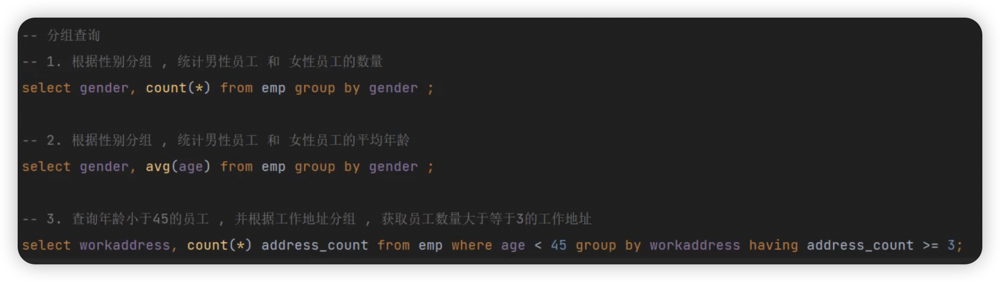 -- 分组查询
-- 1. 根据性别分组 , 统计男性员工 和 女性员工的数量
select gender, count(*) from emp group by gender ;
-- 2. 根据性别分组 , 统计男性员工 和 女性员工的平均年龄
select gender, avg(age) from emp group by gender ;
-- 3. 查询年龄小于45的员工 , 并根据工作地址分组 , 获取员工数量大于等于3的工作地址
select workaddress, count(*) address_count from emp where age < 45 group by workaddress having address_count >= 3;